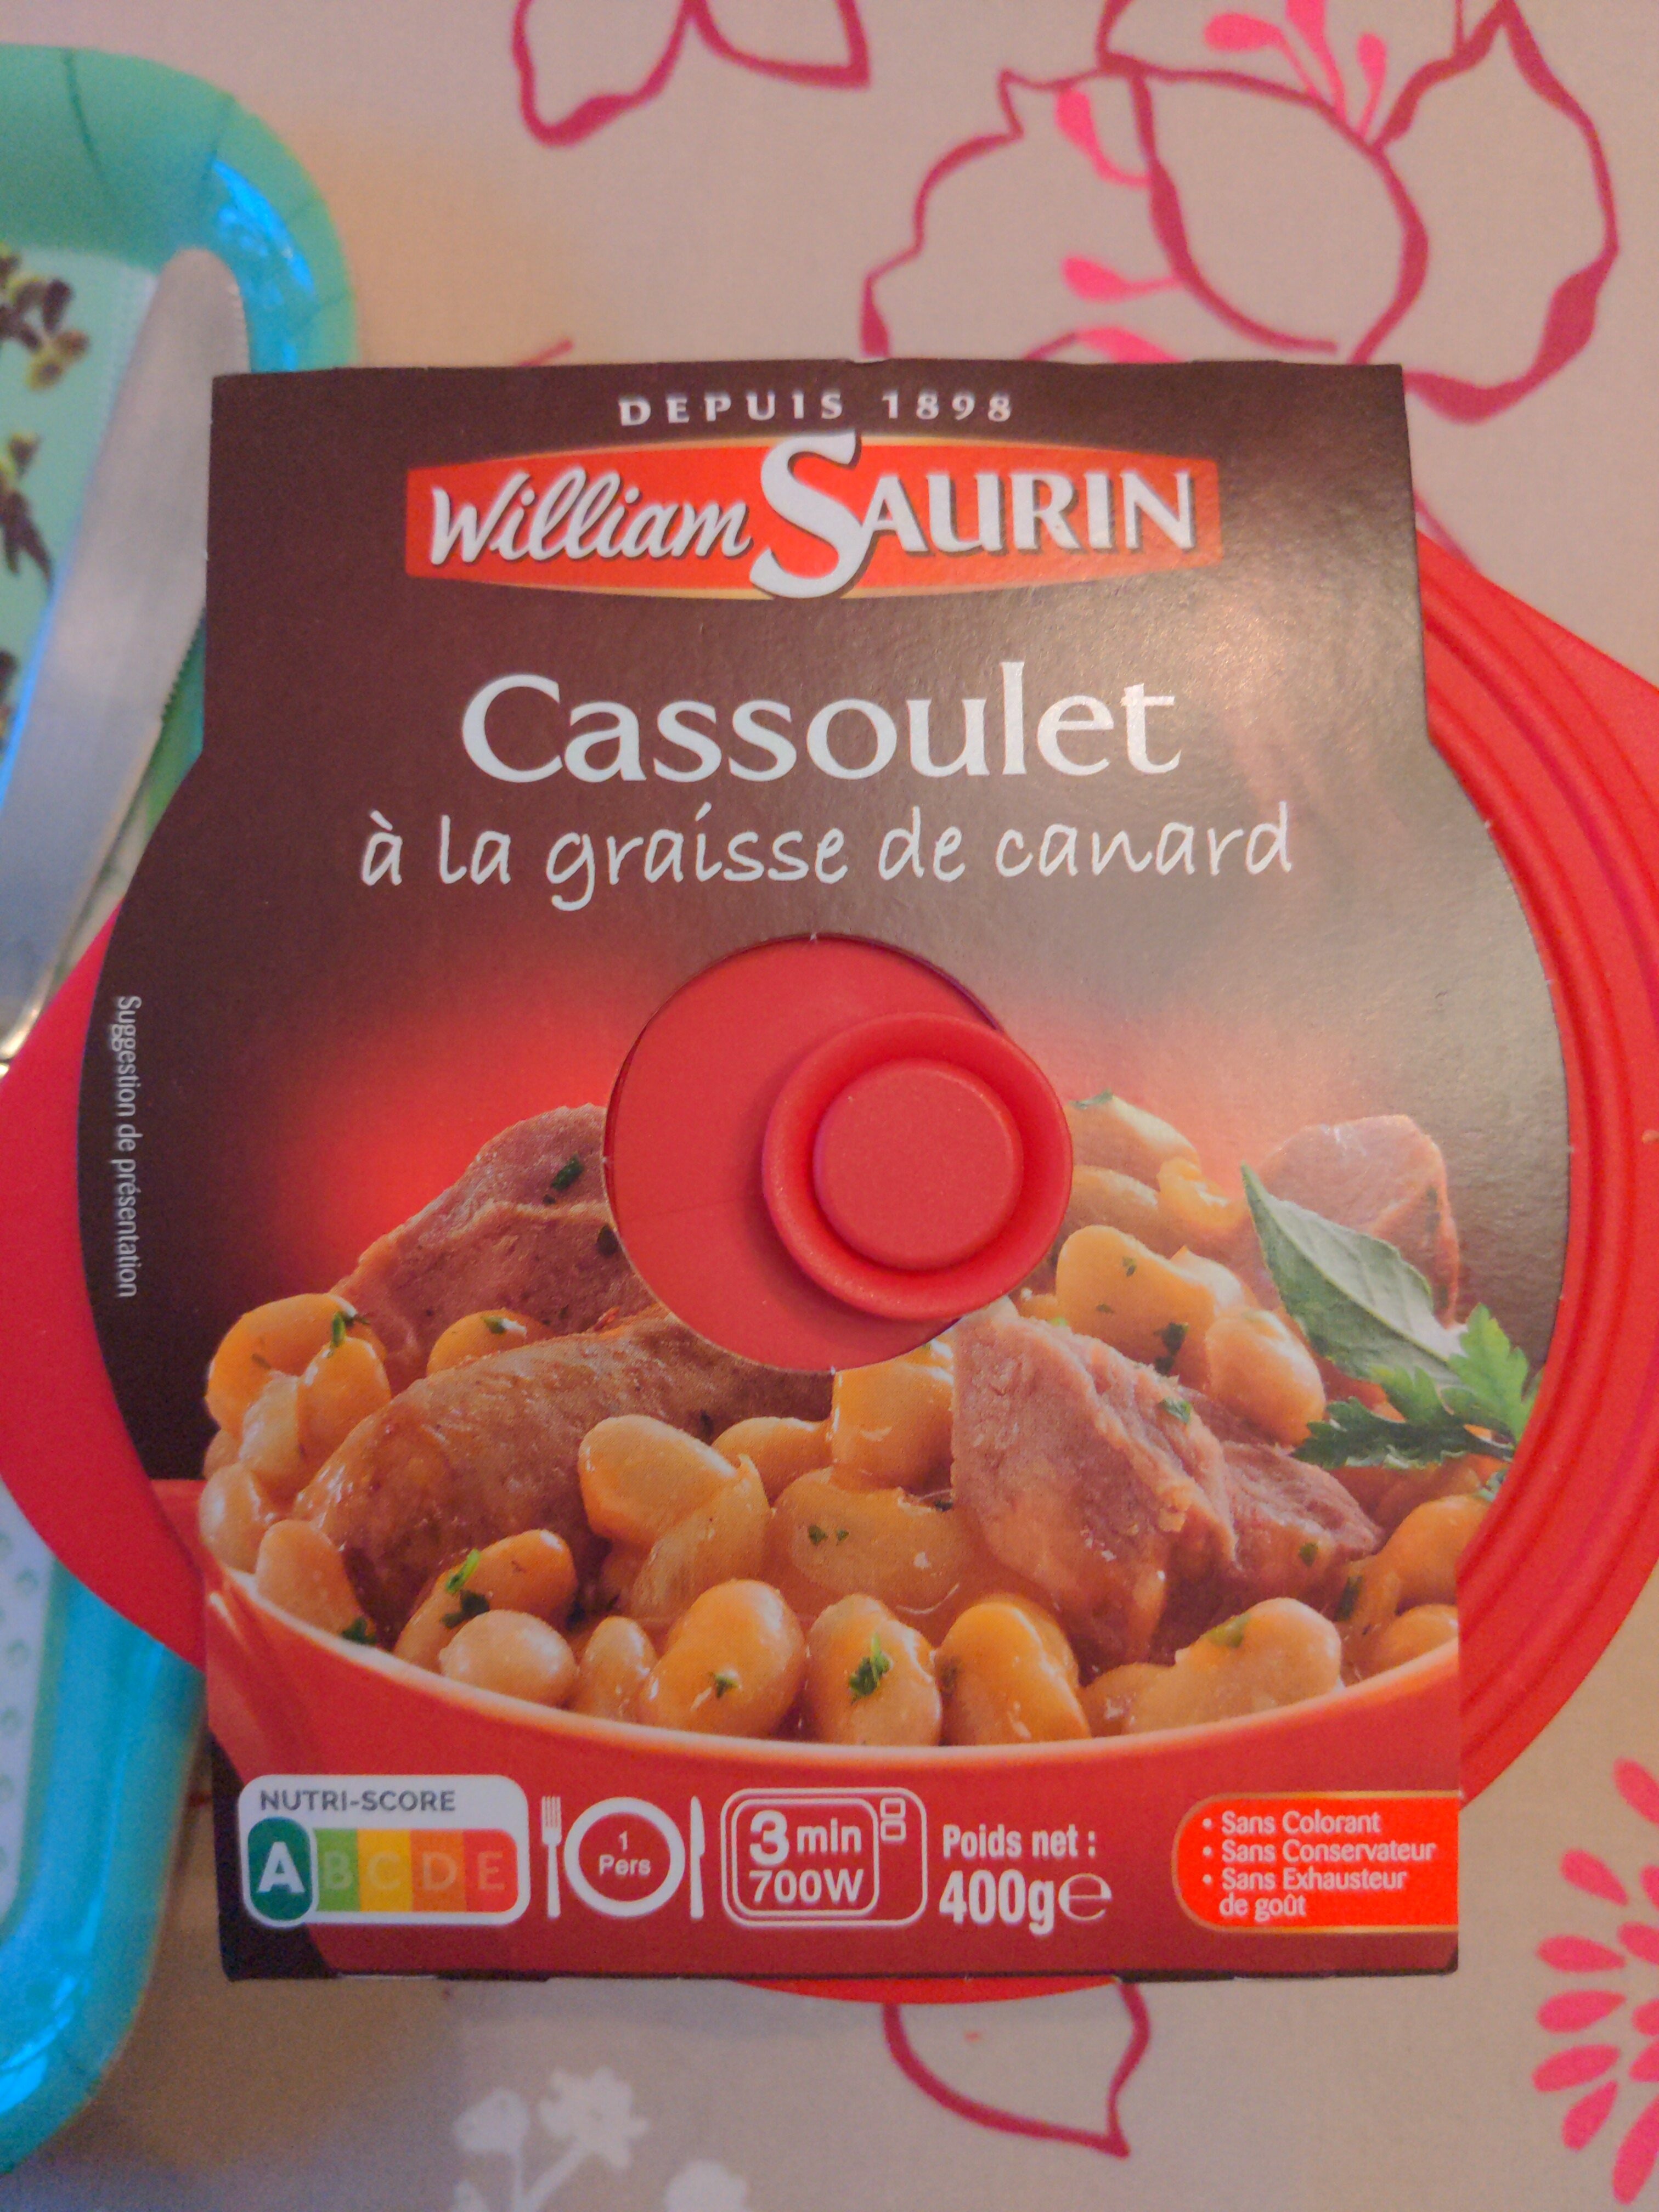 DEPUIS 1898
William SAURIN
Cassoulet
à la graisse de canard
Suggestion de présentation
NUTRI-SCORE
A B C D E
1
Pers
3 min
700W
Poids net :
400g e
• Sans Colorant
• Sans Conservateur
• Sans Exhausteur
de goût